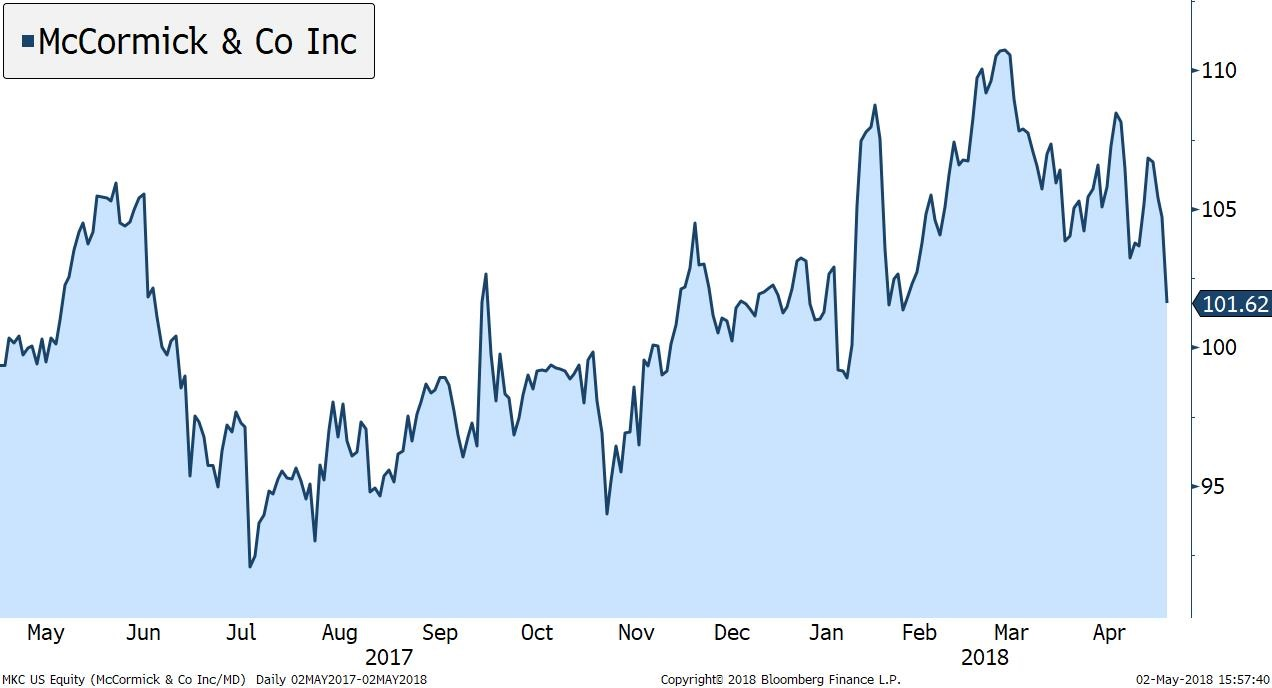 McCormick & Co Inc
110
105
101.62
100
95
May Jun Jul Aug Sep Oct Nov Dec Jan Feb Mar Apr
2017 2018
MKC US Equity (McCormick & Co Inc/MD) Daily 02MAY2017-02MAY2018 Copyright© 2018 Bloomberg Finance L.P. 02-May-2018 15:57:40